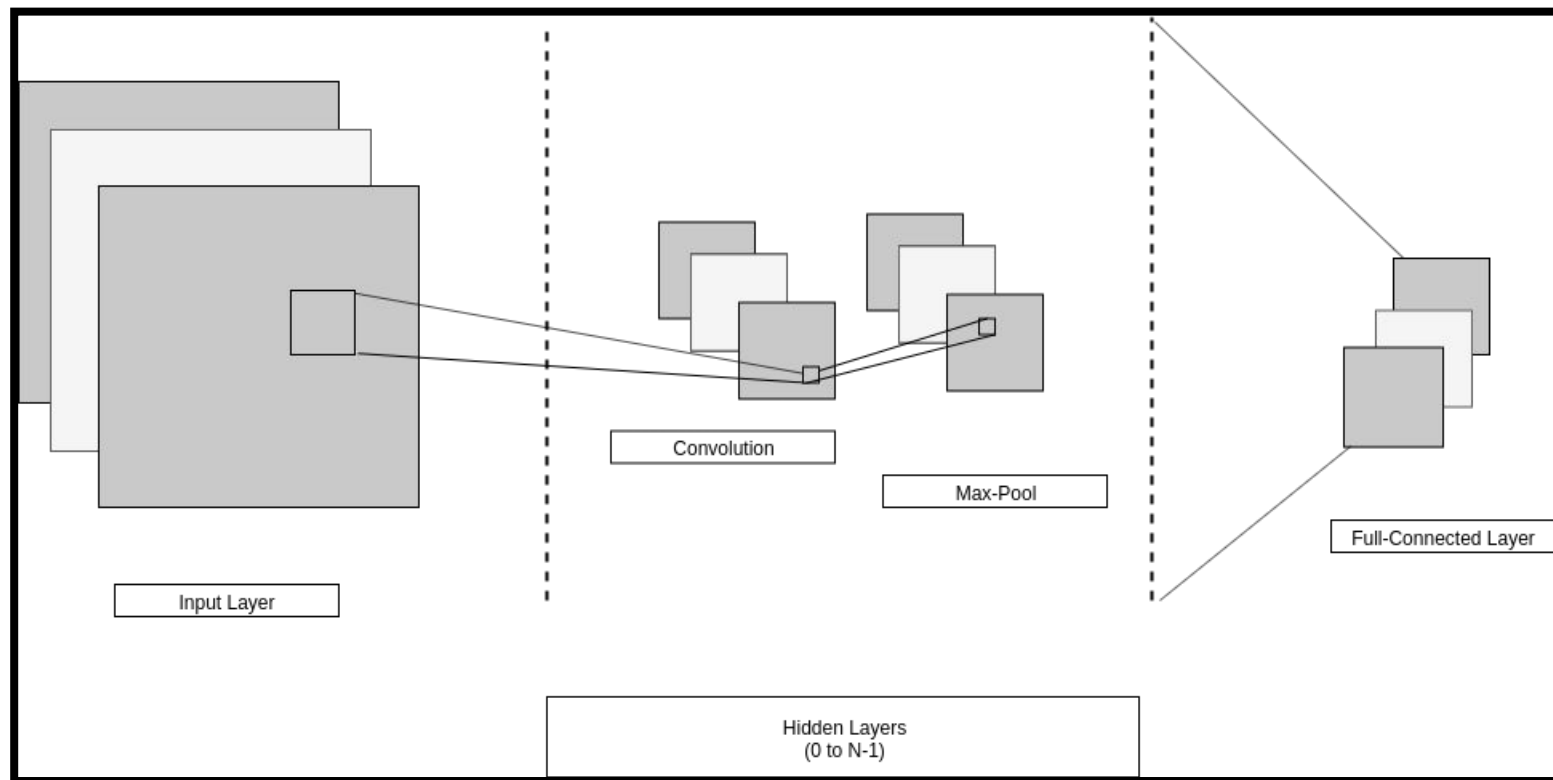 Convolution
Max-Pool
Full-Connected Layer
Input Layer
Hidden Layers
(0 to N-1)